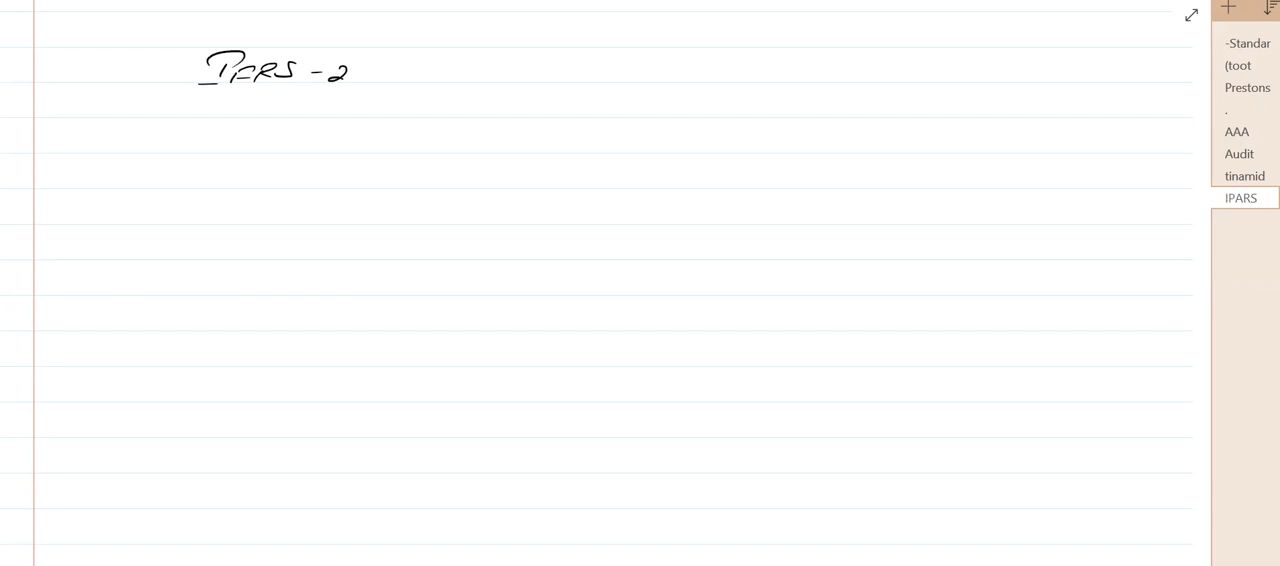 IFRS - 2
-Standar
(toot
Prestons
.
AAA
Audit
tinamid
IPARS